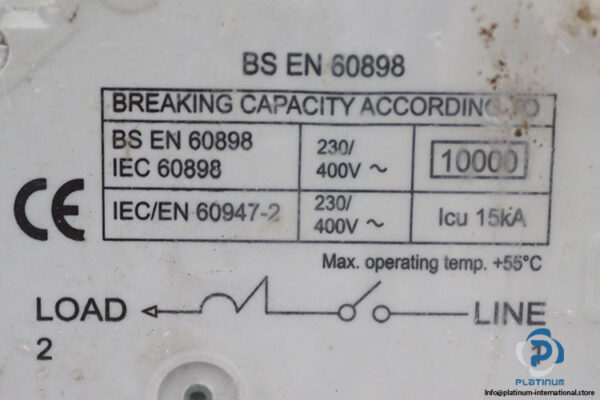 BS EN 60898
BREAKING CAPACITY ACCORDING TO
BS EN 60898
IEC 60898
230/
400V ~
10000
CE
IEC/EN 60947-2
230/
400V ~
Icu 15kA
Max. operating temp. +55°C
LOAD
LINE
2
1
PLATINUM
Info@platinum-international.store